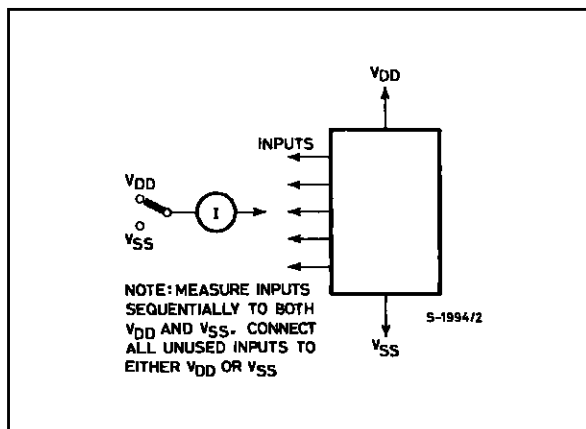 VDD
INPUTS
VDD
I
VSS
NOTE: MEASURE INPUTS
SEQUENTIALLY TO BOTH
VDD AND VSS. CONNECT
ALL UNUSED INPUTS TO
EITHER VDD OR VSS
S-1994/2
VSS